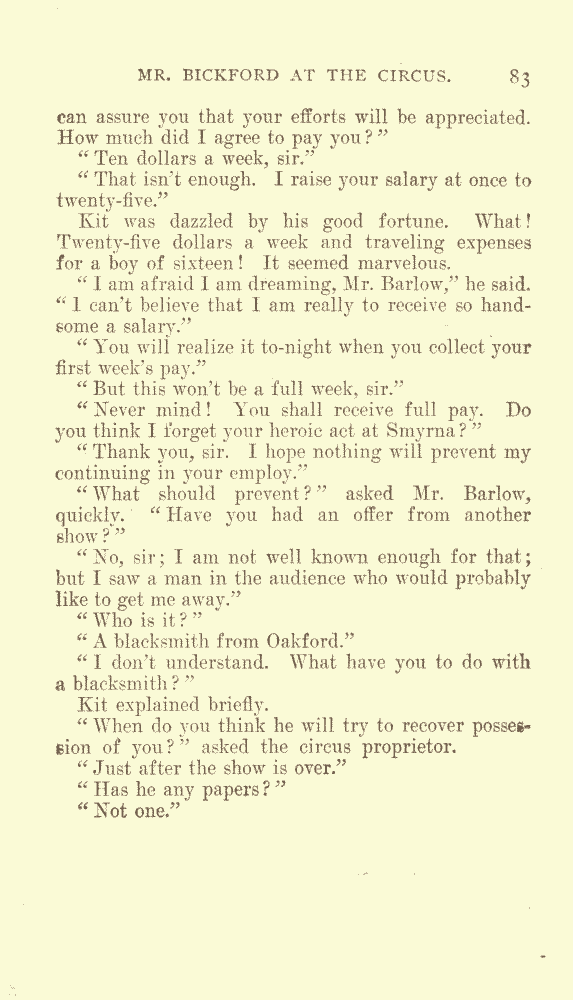 MR. BICKFORD AT THE CIRCUS. 83
can assure you that your efforts will be appreciated.
How much did I agree to pay you?"
"Ten dollars a week, sir."
"That isn't enough. I raise your salary at once to
twenty-five."
Kit was dazzled by his good fortune. What!
Twenty-five dollars a week and traveling expenses
for a boy of sixteen! It seemed marvelous.
"I am afraid I am dreaming, Mr. Barlow," he said.
"I can't believe that I am really to receive so hand-
some a salary."
"You will realize it to-night when you collect your
first week's pay."
"But this won't be a full week, sir."
"Never mind! You shall receive full pay. Do
you think I forget your heroic act at Smyrna?"
"Thank you, sir. I hope nothing will prevent my
continuing in your employ."
"What should prevent?" asked Mr. Barlow,
quickly. "Have you had an offer from another
show?"
"No, sir; I am not well known enough for that;
but I saw a man in the audience who would probably
like to get me away."
"Who is it?"
"A blacksmith from Oakford."
"I don't understand. What have you to do with
a blacksmith?"
Kit explained briefly.
"When do you think he will try to recover posses-
sion of you?" asked the circus proprietor.
"Just after the show is over."
"Has he any papers?"
"Not one."